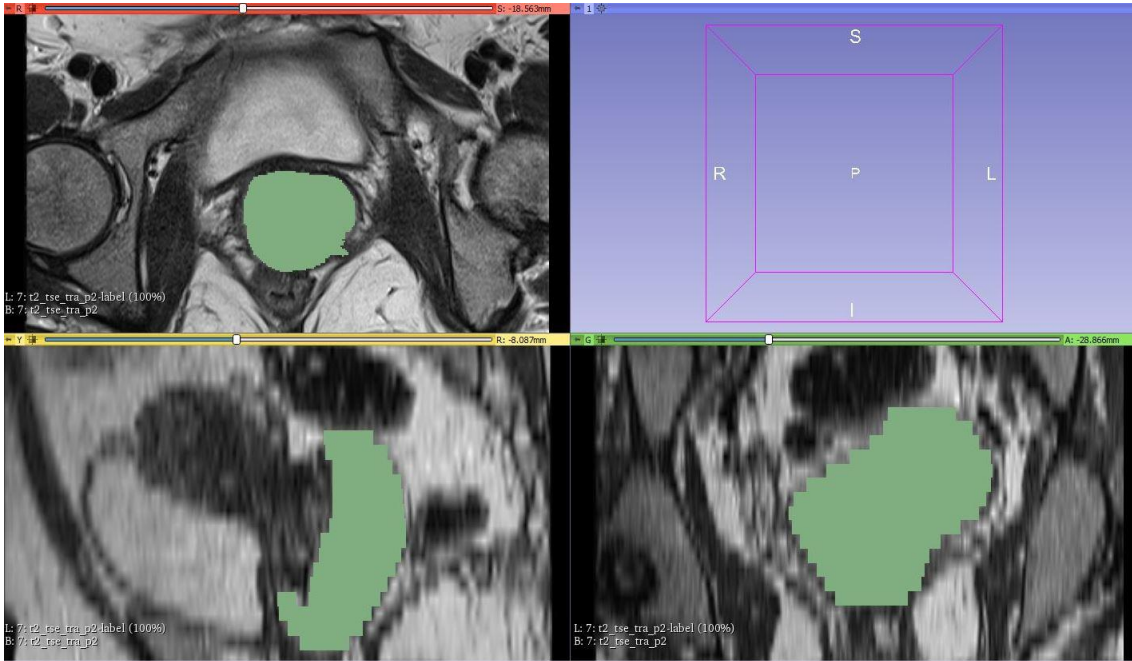 R S: -18.563mm
1
L: 7: t2_tse_tra_p2-label (100%)
B: 7: t2_tse_tra_p2
S
R P L
I
Y R: -8.087mm
G A: -28.866mm
L: 7: t2_tse_tra_p2-label (100%)
B: 7: t2_tse_tra_p2
L: 7: t2_tse_tra_p2-label (100%)
B: 7: t2_tse_tra_p2